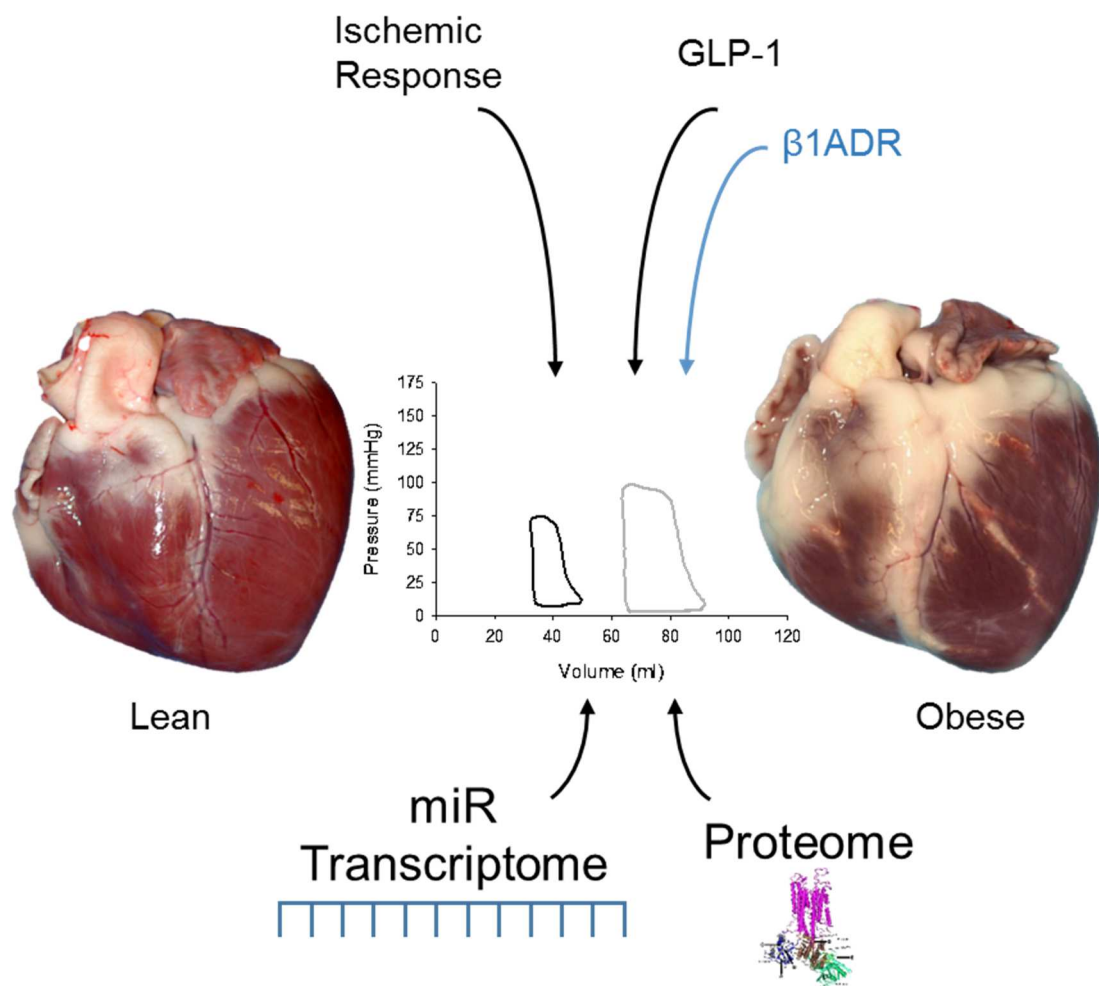 Ischemic
Response
GLP-1
β1ADR
175
150
125
100
75
50
25
0
Pressure (mmHg)
0 20 40 60 80 100 120
Volume (ml)
Lean
Obese
miR
Transcriptome
Proteome